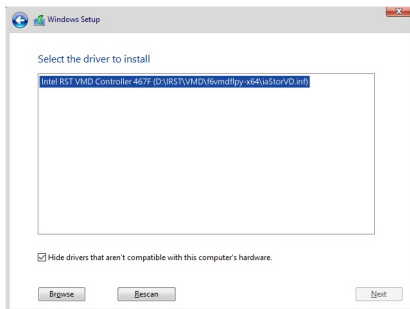 Windows Setup
Select the driver to install
Intel RST VMD Controller 467F (D:\IRST\VMD\f6vmdflpy-x64\iaStorVD.inf)
Hide drivers that aren't compatible with this computer's hardware.
Browse Rescan Next